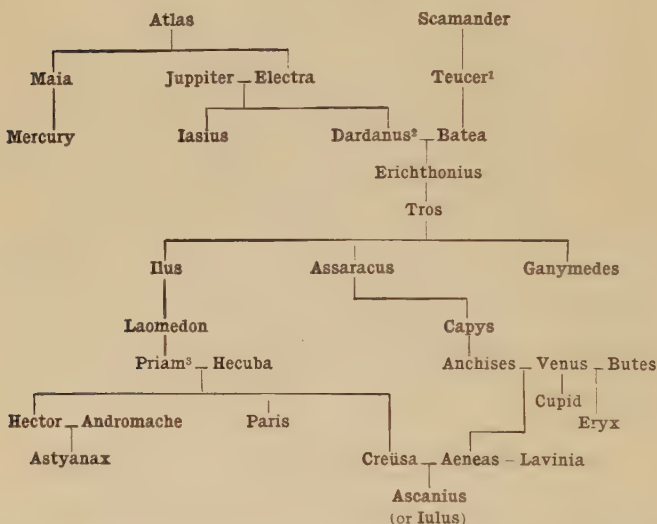 Atlas Scamander
Maia Juppiter Electra Teucer¹
Mercury Iasius Dardanus² Batea
Erichthonius
Tros
Ilus Assaracus Ganymedes
Laomedon Capys
Priam³ Hecuba Anchises Venus Butes
Cupid
Hector Andromache Paris Eryx
Astyanax Creüsa Aeneas – Lavinia
Ascanius
(or Iulus)